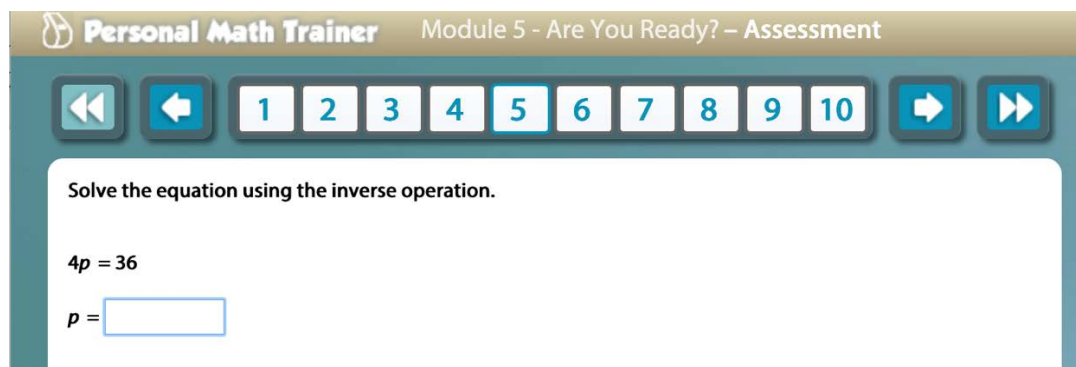 Personal Math Trainer Module 5 - Are You Ready? – Assessment
1 2 3 4 5 6 7 8 9 10
Solve the equation using the inverse operation.
4p = 36
p =